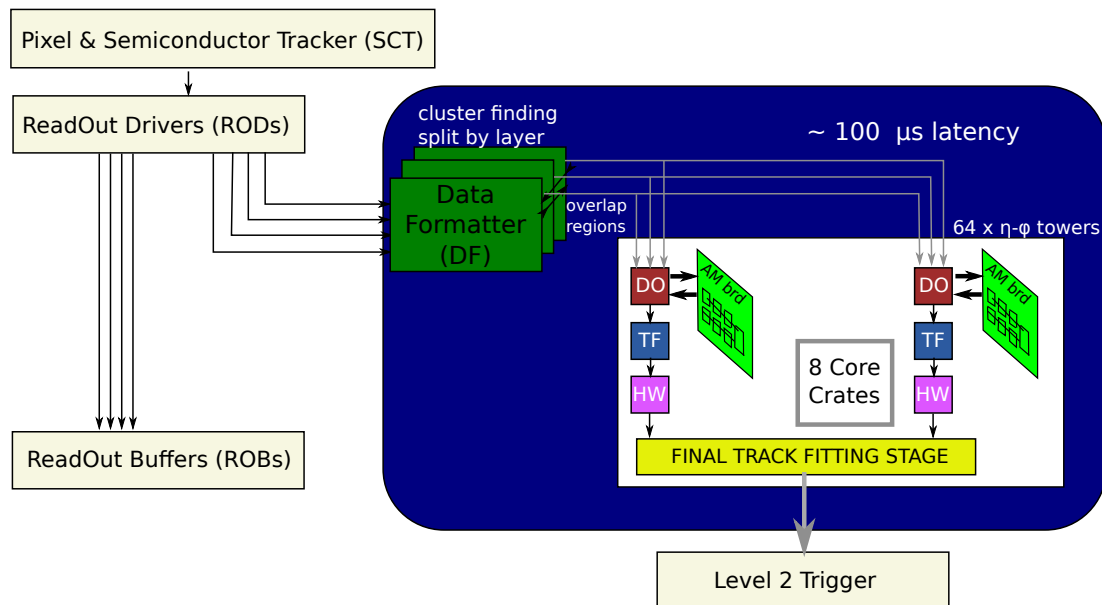 Pixel & Semiconductor Tracker (SCT)
ReadOut Drivers (RODs)
cluster finding
split by layer
~ 100 μs latency
Data
Formatter
(DF)
overlap
regions
64 x η-φ towers
DO
AM brd
DO
AM brd
TF
TF
HW
HW
8 Core
Crates
ReadOut Buffers (ROBs)
FINAL TRACK FITTING STAGE
Level 2 Trigger